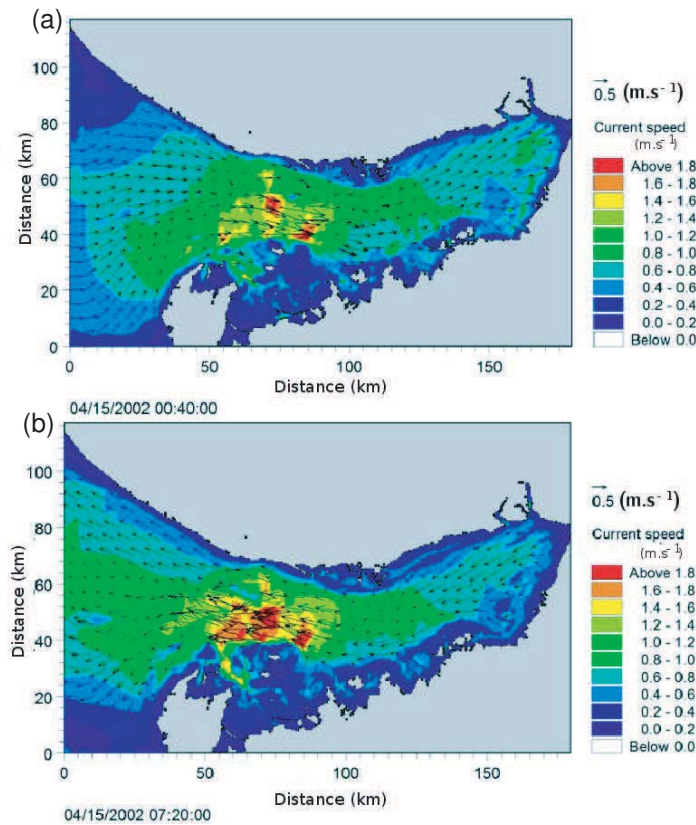 (a)
Distance (km)
100
80
60
40
20
0
0 50 100 150
Distance (km)
0.5 (m.s⁻¹)
Current speed
(m.s⁻¹)
Above 1.8
1.6 - 1.8
1.4 - 1.6
1.2 - 1.4
1.0 - 1.2
0.8 - 1.0
0.6 - 0.8
0.4 - 0.6
0.2 - 0.4
0.0 - 0.2
Below 0.0
04/15/2002 00:40:00
(b)
Distance (km)
100
80
60
40
20
0
0 50 100 150
Distance (km)
0.5 (m.s⁻¹)
Current speed
(m.s⁻¹)
Above 1.8
1.6 - 1.8
1.4 - 1.6
1.2 - 1.4
1.0 - 1.2
0.8 - 1.0
0.6 - 0.8
0.4 - 0.6
0.2 - 0.4
0.0 - 0.2
Below 0.0
04/15/2002 07:20:00